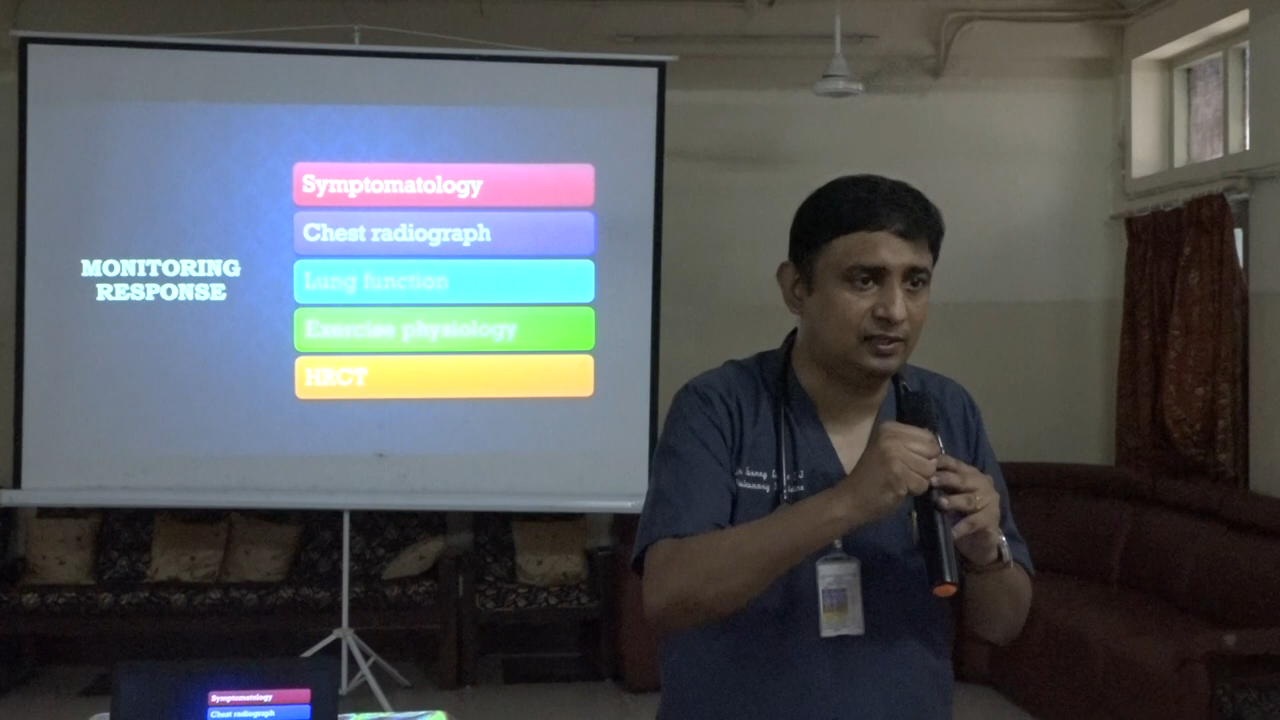 MONITORING
RESPONSE
Symptomatology
Chest radiograph
Lung function
Exercise physiology
HRCT
Symptomatology
Chest radiograph